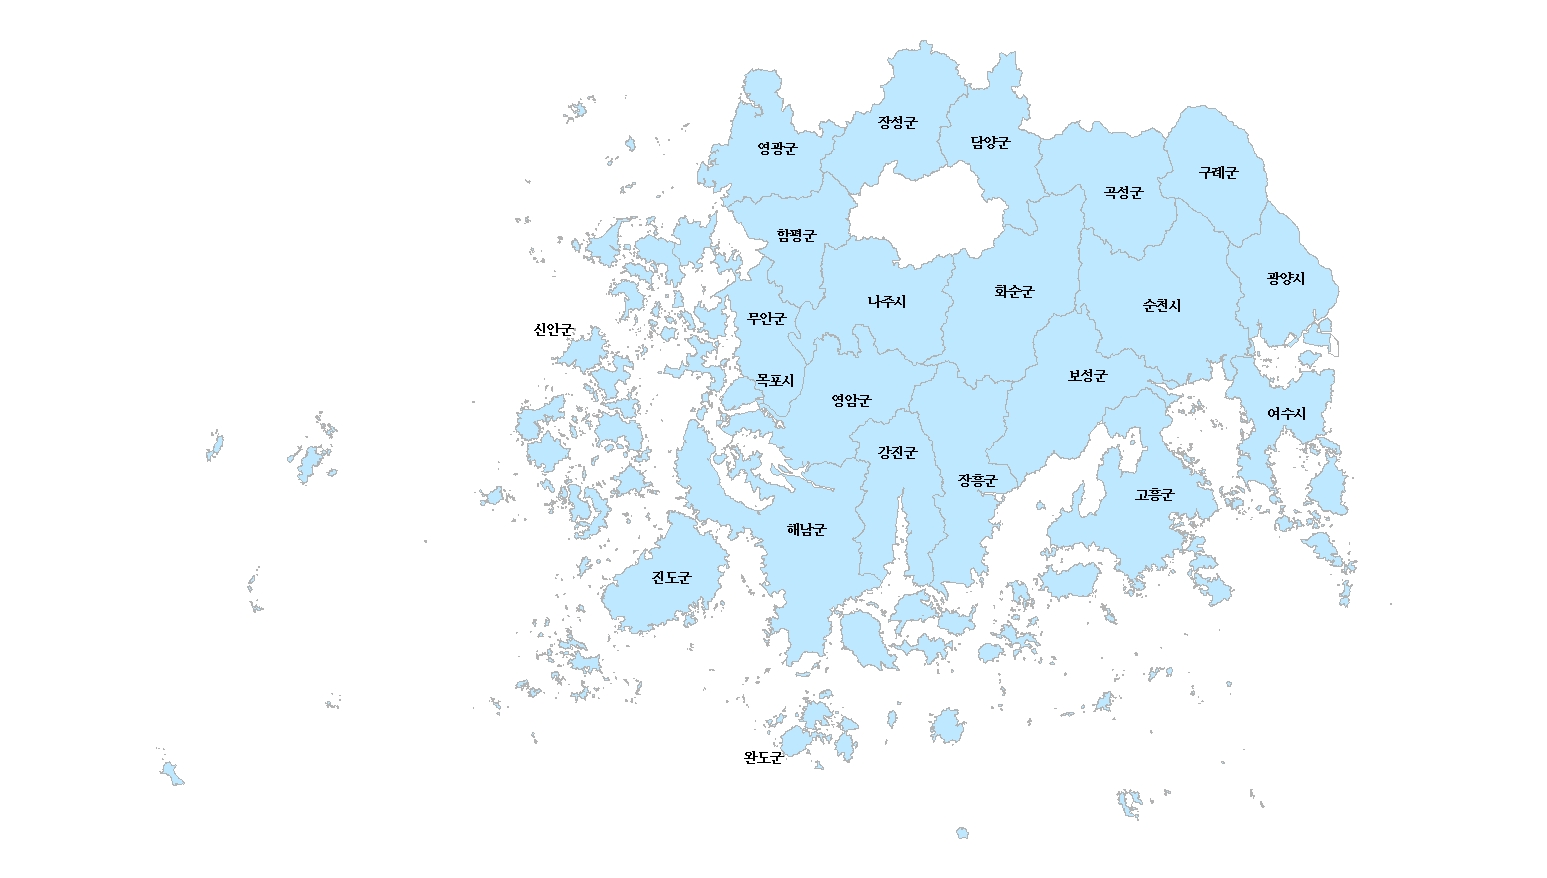 장성군
담양군
영광군
구례군
곡성군
함평군
광양시
화순군
나주시
순천시
무안군
신안군
보성군
목포시
영암군
여수시
강진군
장흥군
고흥군
해남군
진도군
완도군